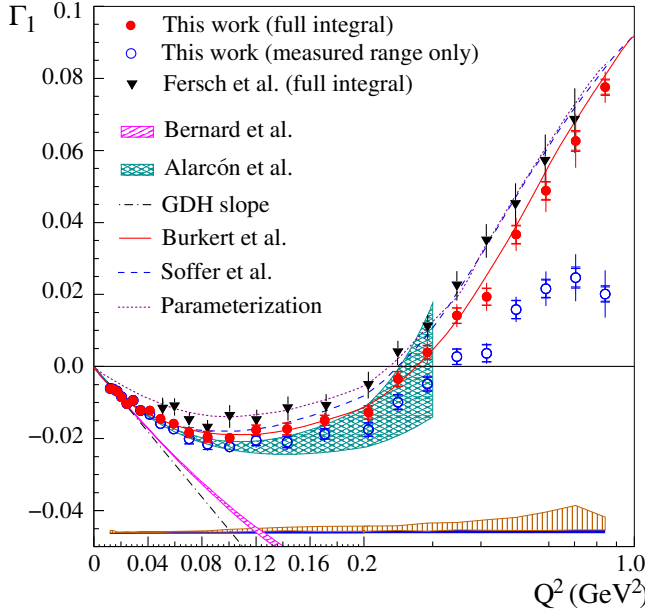 Γ₁
0.1
0.08
0.06
0.04
0.02
0.0
−0.02
−0.04
This work (full integral)
This work (measured range only)
Fersch et al. (full integral)
Bernard et al.
Alarcón et al.
GDH slope
Burkert et al.
Soffer et al.
Parameterization
0 0.04 0.08 0.12 0.16 0.2 1.0
Q² (GeV²)